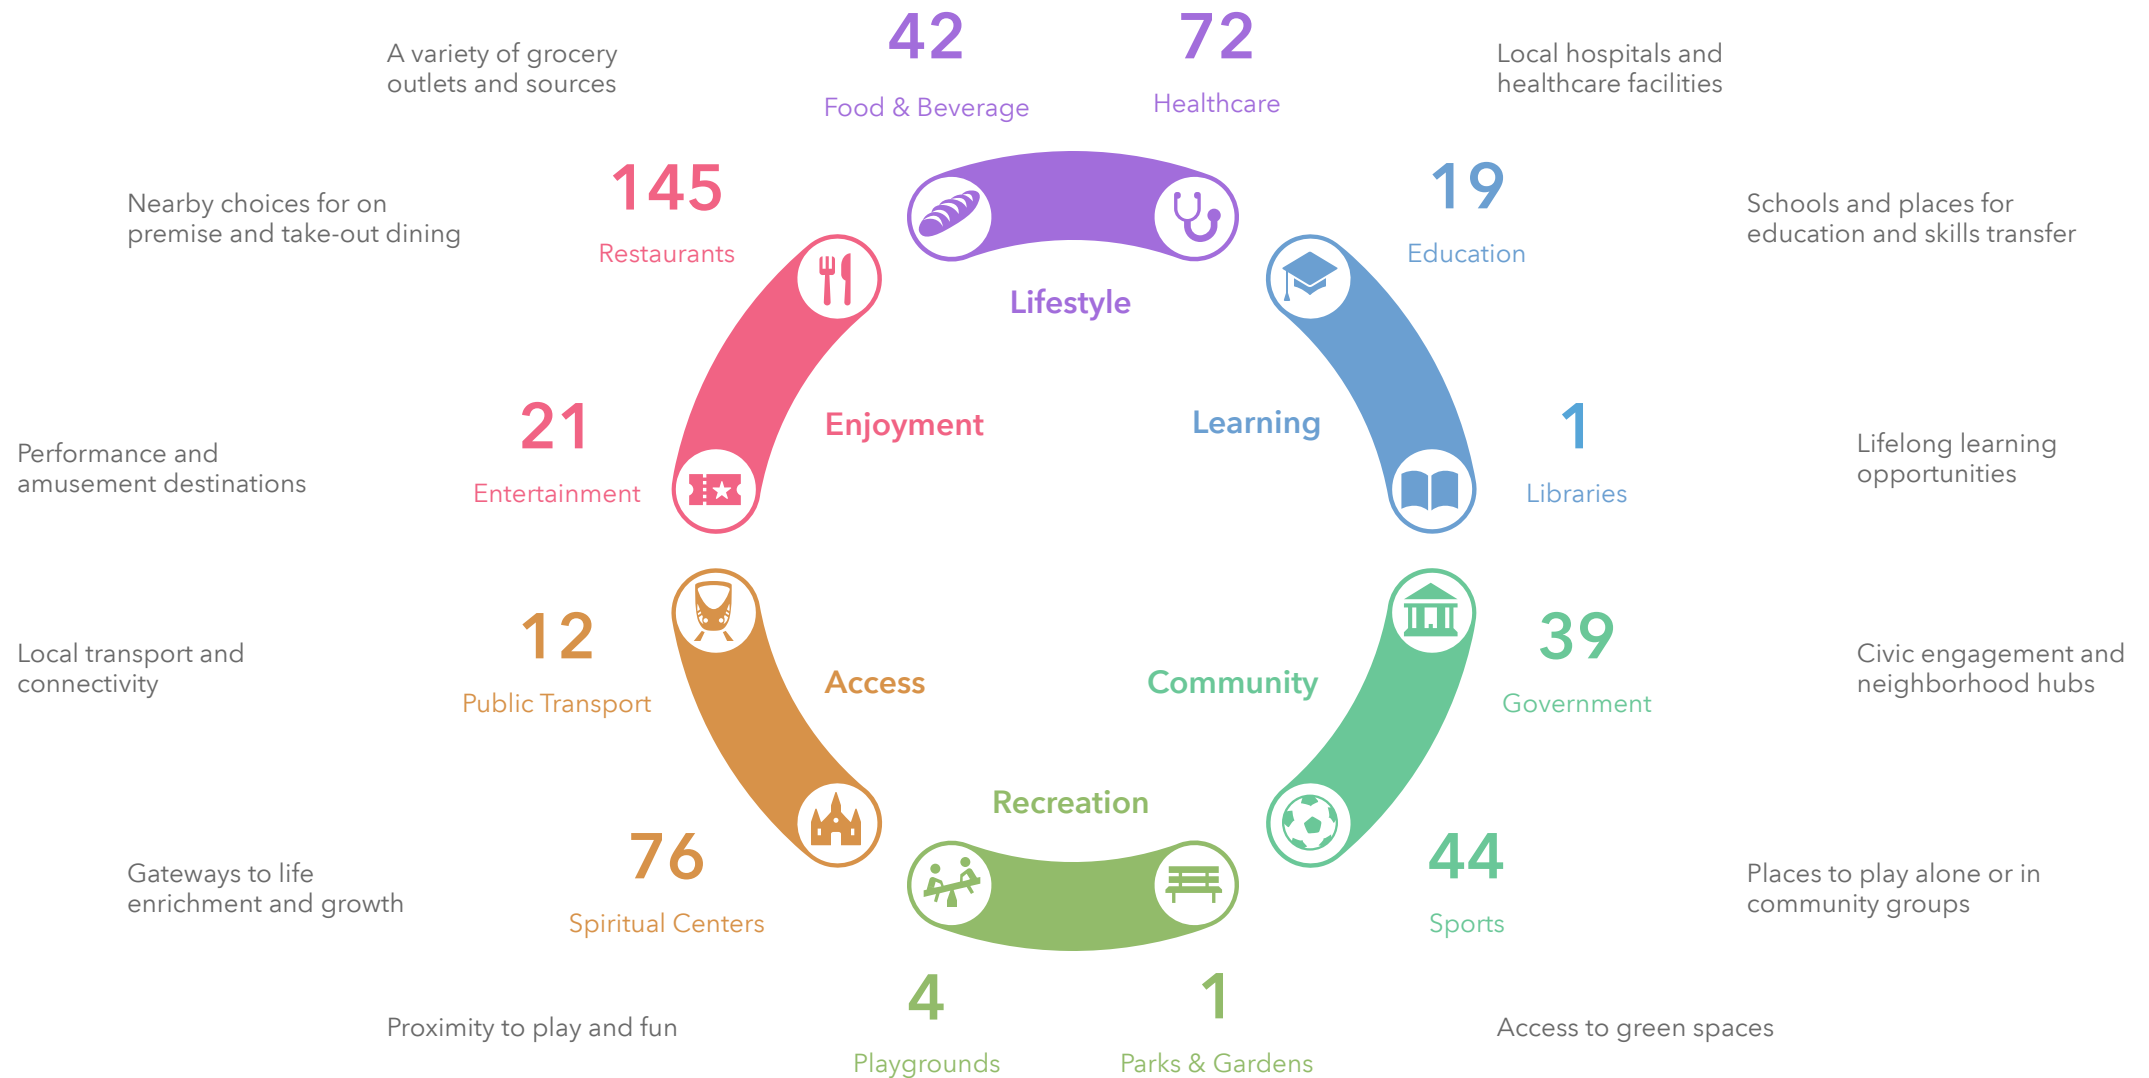 42
72
A variety of grocery
outlets and sources
Local hospitals and
healthcare facilities
Food & Beverage
Healthcare
145
19
Nearby choices for on
premise and take-out dining
Schools and places for
education and skills transfer
Restaurants
Education
Lifestyle
Enjoyment
Learning
21
1
Performance and
amusement destinations
Lifelong learning
opportunities
Entertainment
Libraries
12
39
Local transport and
connectivity
Access
Community
Civic engagement and
neighborhood hubs
Public Transport
Government
Recreation
76
44
Gateways to life
enrichment and growth
Places to play alone or in
community groups
Spiritual Centers
Sports
4
1
Proximity to play and fun
Access to green spaces
Playgrounds
Parks & Gardens